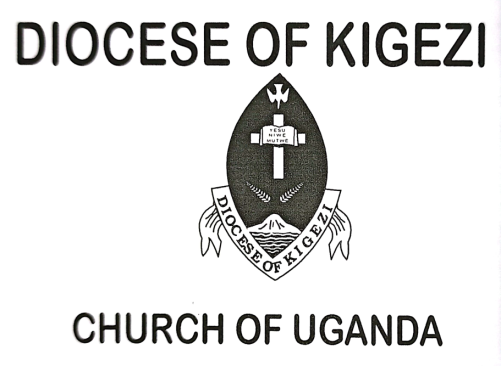 DIOCESE OF KIGEZI
YESU
NIWE
MUTWE
DIOCESE OF KIGEZI
CHURCH OF UGANDA